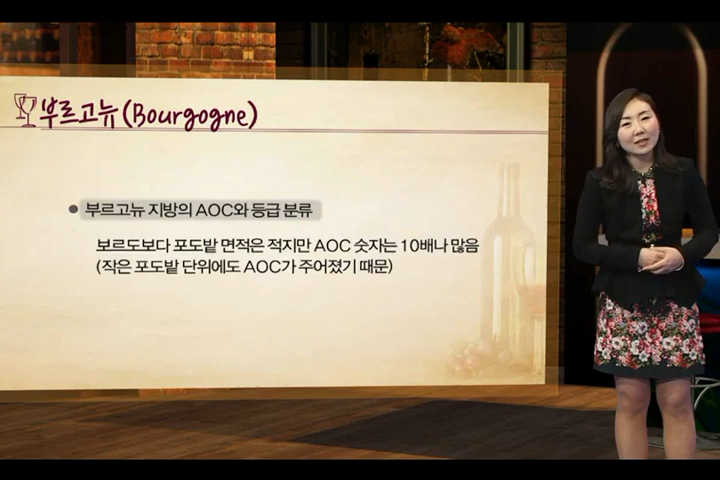 부르고뉴(Bourgogne)
부르고뉴 지방의 AOC와 등급 분류
보르도보다 포도밭 면적은 적지만 AOC 숫자는 10배나 많음
(작은 포도밭 단위에도 AOC가 주어졌기 때문)